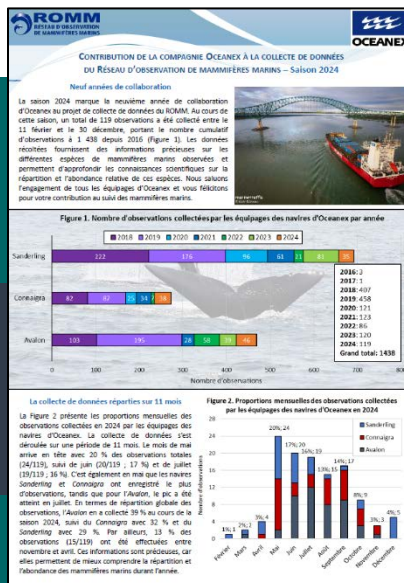 ROMM
RÉSEAU D'OBSERVATION
DE MAMMIFÈRES MARINS
OCEANEX
CONTRIBUTION DE LA COMPAGNIE OCEANEX À LA COLLECTE DE DONNÉES
DU RÉSEAU D'OBSERVATION DE MAMMIFÈRES MARINS – SAISON 2024
Neuf années de collaboration
La saison 2024 marque la neuvième année de collaboration
d'Oceanex au projet de collecte de données du ROMM. Au cours
de cette saison, un total de 119 observations a été collecté entre le
11 février et le 30 décembre, portant le nombre cumulatif
d'observations à 1 438 depuis 2016 (Figure 1). Les données
récoltées fournissent des informations précieuses sur les
différentes espèces de mammifères marins observées et
permettent d'approfondir les connaissances scientifiques sur la
répartition et l'abondance relative de ces espèces. Nous saluons
l'engagement de tous les équipages d'Oceanex et vous félicitons
pour votre contribution au suivi des mammifères marins.
Figure 1. Nombre d'observations collectées par les équipages des navires d'Oceanex par année
2018 2019 2020 2021 2022 2023 2024
Sanderling 222 176 96 61 21 81 35
Connaigra 82 87 25 34 7 38
Avalon 103 195 28 58 39 46
0 100 200 300 400 500 600 700 800
Nombre d'observations
2016: 3
2017: 1
2018: 407
2019: 458
2020: 121
2021: 123
2022: 86
2023: 120
2024: 119
Grand total: 1438
La collecte de données réparties sur 11 mois
La Figure 2 présente les proportions mensuelles des
observations collectées en 2024 par les équipages des
navires d'Oceanex. La collecte de données s'est
déroulée sur une période de 11 mois. Le mois de mai
arrive en tête avec 20 % des observations totales
(24/119), suivi de juin (20/119 ; 17 %) et de juillet
(19/119 ; 16 %). C'est également en mai que les navires
Sanderling et Connaigra ont enregistré le plus
d'observations, tandis que pour l'Avalon, le pic a été
atteint en juillet. En termes de répartition globale des
observations, l'Avalon en a collecté 39 % au cours de la
saison 2024, suivi du Connaigra avec 32 % et du
Sanderling avec 29 %. Par ailleurs, 13 % des
observations (15/119) ont été effectuées entre
novembre et avril. Ces informations sont précieuses, car
elles permettent de mieux comprendre la répartition et
l'abondance des mammifères marins durant l'année.
Figure 2. Proportions mensuelles des observations collectées
par les équipages des navires d'Oceanex en 2024
Sanderling
Connaigra
Avalon
Nombre d'observations
28
24
20
16
12
8
4
0
1%; 1
2%; 2
3%; 4
20%; 24
17%; 20
16%; 19
13%; 15
14%; 17
8%; 9
3%; 3
4%; 5
Février Mars Avril Mai Juin Juillet Août Septembre Octobre Novembre Décembre